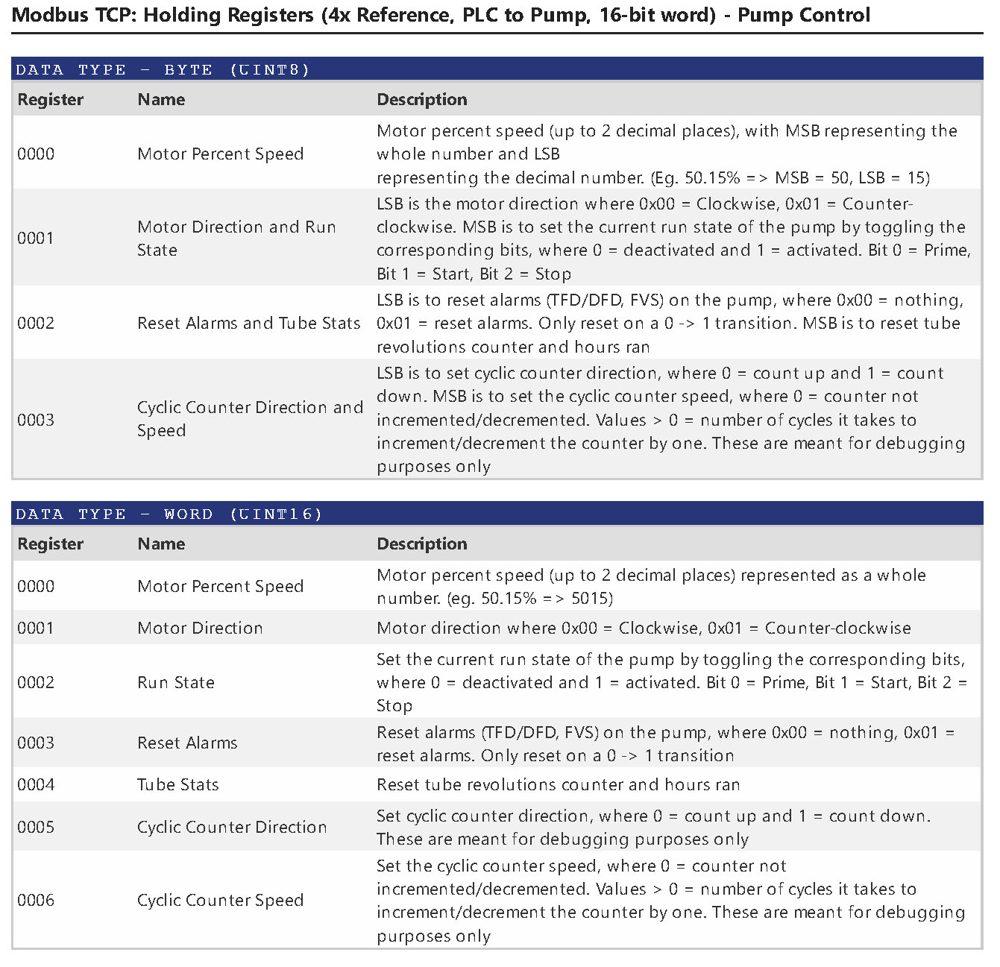 Modbus TCP: Holding Registers (4x Reference, PLC to Pump, 16-bit word) - Pump Control
DATA TYPE – BYTE (UINT8)
Register Name Description
0000 Motor Percent Speed Motor percent speed (up to 2 decimal places), with MSB representing the
whole number and LSB
representing the decimal number. (Eg. 50.15% => MSB = 50, LSB = 15)
0001 Motor Direction and Run
State
LSB is the motor direction where 0x00 = Clockwise, 0x01 = Counter-
clockwise. MSB is to set the current run state of the pump by toggling the
corresponding bits, where 0 = deactivated and 1 = activated. Bit 0 = Prime,
Bit 1 = Start, Bit 2 = Stop
0002 Reset Alarms and Tube Stats
LSB is to reset alarms (TFD/DFD, FVS) on the pump, where 0x00 = nothing,
0x01 = reset alarms. Only reset on a 0 -> 1 transition. MSB is to reset tube
revolutions counter and hours ran
0003 Cyclic Counter Direction and
Speed
LSB is to set cyclic counter direction, where 0 = count up and 1 = count
down. MSB is to set the cyclic counter speed, where 0 = counter not
incremented/decremented. Values > 0 = number of cycles it takes to
increment/decrement the counter by one. These are meant for debugging
purposes only
DATA TYPE – WORD (UINT16)
Register Name Description
0000 Motor Percent Speed Motor percent speed (up to 2 decimal places) represented as a whole
number. (eg. 50.15% => 5015)
0001 Motor Direction Motor direction where 0x00 = Clockwise, 0x01 = Counter-clockwise
0002 Run State
Set the current run state of the pump by toggling the corresponding bits,
where 0 = deactivated and 1 = activated. Bit 0 = Prime, Bit 1 = Start, Bit 2 =
Stop
0003 Reset Alarms Reset alarms (TFD/DFD, FVS) on the pump, where 0x00 = nothing, 0x01 =
reset alarms. Only reset on a 0 -> 1 transition
0004 Tube Stats Reset tube revolutions counter and hours ran
0005 Cyclic Counter Direction Set cyclic counter direction, where 0 = count up and 1 = count down.
These are meant for debugging purposes only
0006 Cyclic Counter Speed
Set the cyclic counter speed, where 0 = counter not
incremented/decremented. Values > 0 = number of cycles it takes to
increment/decrement the counter by one. These are meant for debugging
purposes only